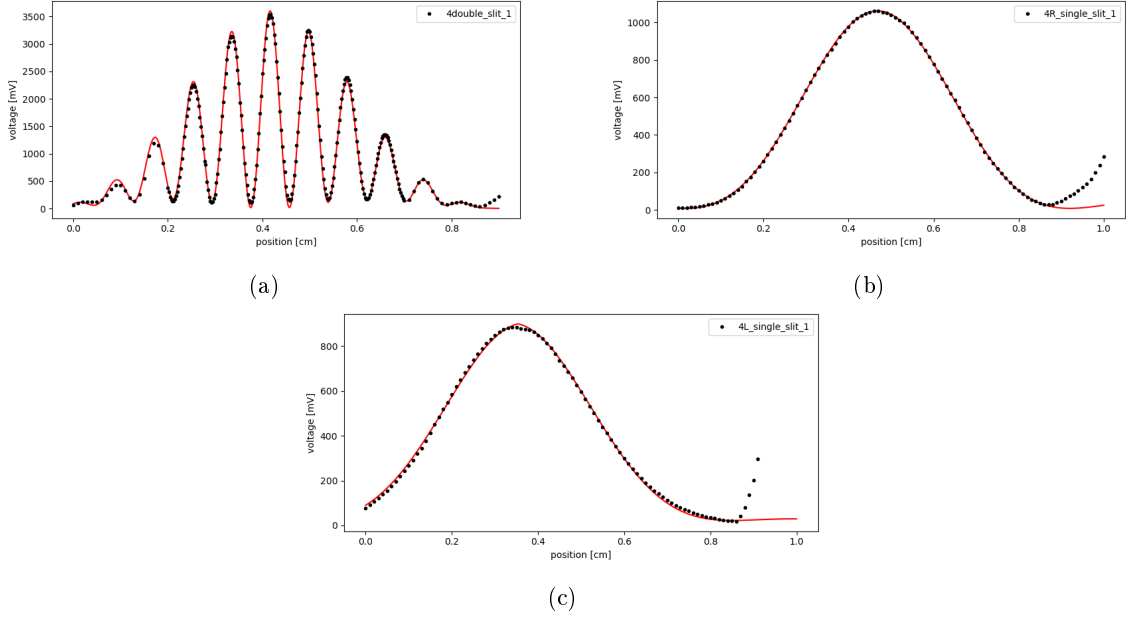 4double_slit_1
voltage [mV]
3500
3000
2500
2000
1500
1000
500
0
0.0 0.2 0.4 0.6 0.8
position [cm]
(a)
4R_single_slit_1
voltage [mV]
1000
800
600
400
200
0
0.0 0.2 0.4 0.6 0.8 1.0
position [cm]
(b)
4L_single_slit_1
voltage [mV]
800
600
400
200
0
0.0 0.2 0.4 0.6 0.8 1.0
position [cm]
(c)